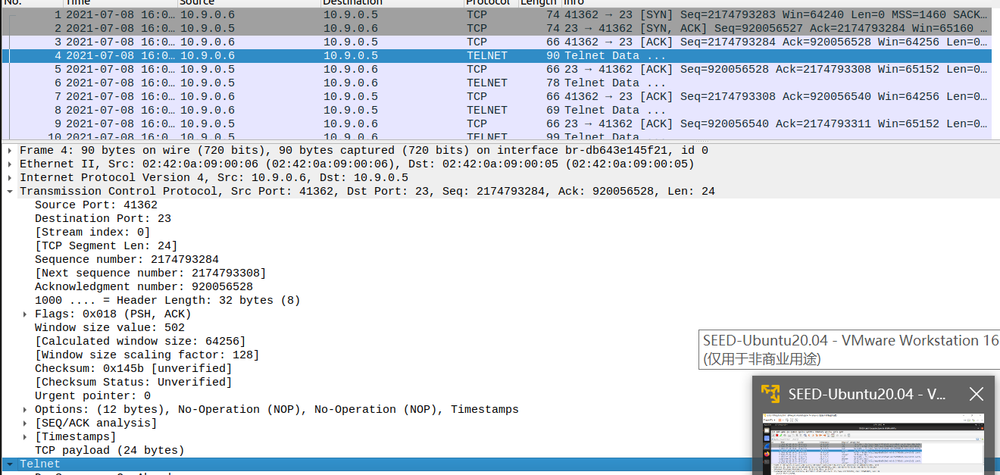 No. Time Source Destination Protocol Length Info
1 2021-07-08 16:0… 10.9.0.6 10.9.0.5 TCP 74 41362 → 23 [SYN] Seq=2174793283 Win=64240 Len=0 MSS=1460 SACK…
2 2021-07-08 16:0… 10.9.0.5 10.9.0.6 TCP 74 23 → 41362 [SYN, ACK] Seq=920056527 Ack=2174793284 Win=65160 …
3 2021-07-08 16:0… 10.9.0.6 10.9.0.5 TCP 66 41362 → 23 [ACK] Seq=2174793284 Ack=920056528 Win=64256 Len=0…
4 2021-07-08 16:0… 10.9.0.6 10.9.0.5 TELNET 90 Telnet Data ...
5 2021-07-08 16:0… 10.9.0.5 10.9.0.6 TCP 66 23 → 41362 [ACK] Seq=920056528 Ack=2174793308 Win=65152 Len=0…
6 2021-07-08 16:0… 10.9.0.5 10.9.0.6 TELNET 78 Telnet Data ...
7 2021-07-08 16:0… 10.9.0.6 10.9.0.5 TCP 66 41362 → 23 [ACK] Seq=2174793308 Ack=920056540 Win=64256 Len=0…
8 2021-07-08 16:0… 10.9.0.6 10.9.0.5 TELNET 69 Telnet Data ...
9 2021-07-08 16:0… 10.9.0.5 10.9.0.6 TCP 66 23 → 41362 [ACK] Seq=920056540 Ack=2174793311 Win=65152 Len=0…
10 2021-07-08 16:0… 10.9.0.5 10.9.0.6 TELNET 99 Telnet Data ...
Frame 4: 90 bytes on wire (720 bits), 90 bytes captured (720 bits) on interface br-db643e145f21, id 0
Ethernet II, Src: 02:42:0a:09:00:06 (02:42:0a:09:00:06), Dst: 02:42:0a:09:00:05 (02:42:0a:09:00:05)
Internet Protocol Version 4, Src: 10.9.0.6, Dst: 10.9.0.5
Transmission Control Protocol, Src Port: 41362, Dst Port: 23, Seq: 2174793284, Ack: 920056528, Len: 24
Source Port: 41362
Destination Port: 23
[Stream index: 0]
[TCP Segment Len: 24]
Sequence number: 2174793284
[Next sequence number: 2174793308]
Acknowledgment number: 920056528
1000 .... = Header Length: 32 bytes (8)
Flags: 0x018 (PSH, ACK)
Window size value: 502
[Calculated window size: 64256]
[Window size scaling factor: 128]
Checksum: 0x145b [unverified]
[Checksum Status: Unverified]
Urgent pointer: 0
Options: (12 bytes), No-Operation (NOP), No-Operation (NOP), Timestamps
[SEQ/ACK analysis]
[Timestamps]
TCP payload (24 bytes)
Telnet
SEED-Ubuntu20.04 - VMware Workstation 16
(仅用于非商业用途)
SEED-Ubuntu20.04 - V...